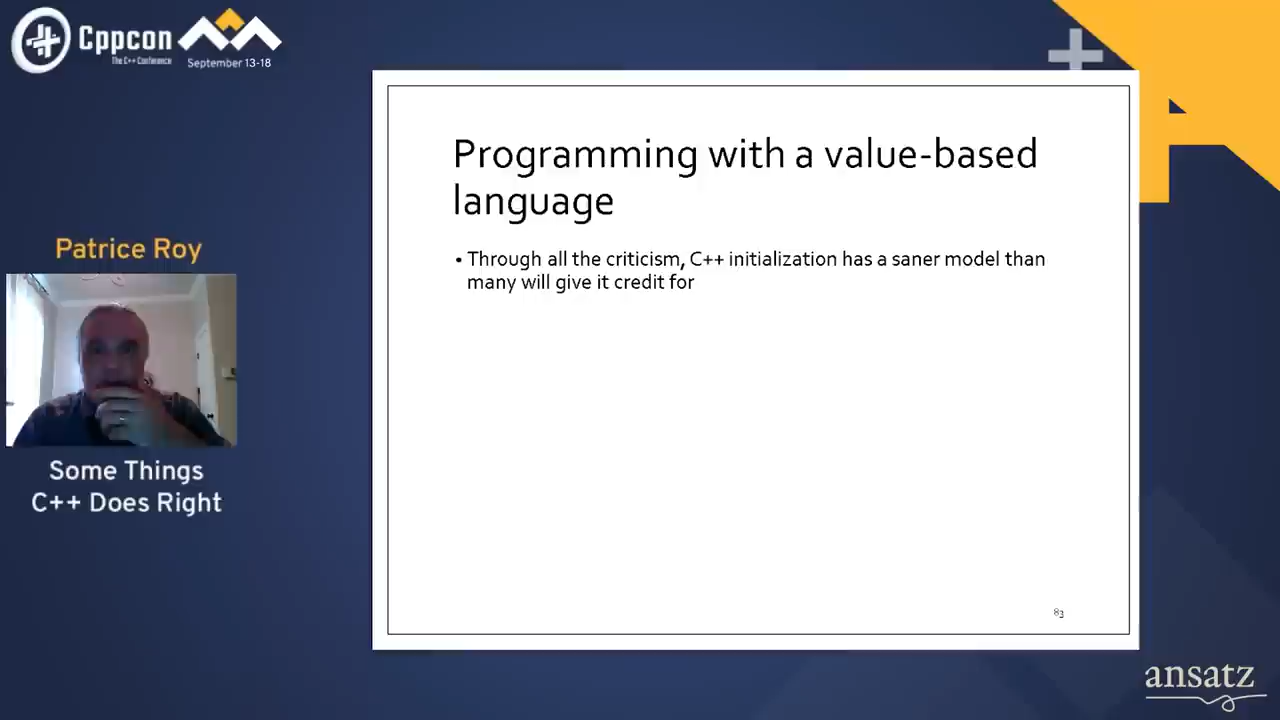 Cppcon
The C++ Conference
September 13-18
Patrice Roy
Some Things
C++ Does Right
Programming with a value-based
language
• Through all the criticism, C++ initialization has a saner model than
many will give it credit for
83
ansatz